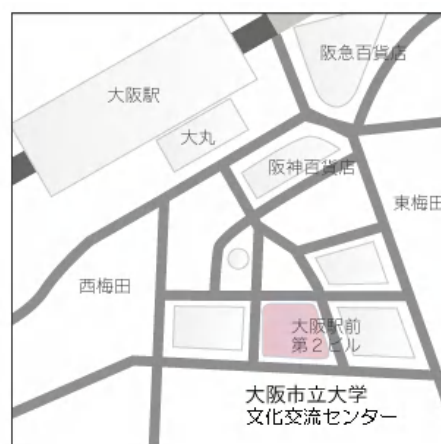 阪急百貨店
大阪駅
大丸
阪神百貨店
東梅田
西梅田
大阪駅前
第2ビル
大阪市立大学
文化交流センター